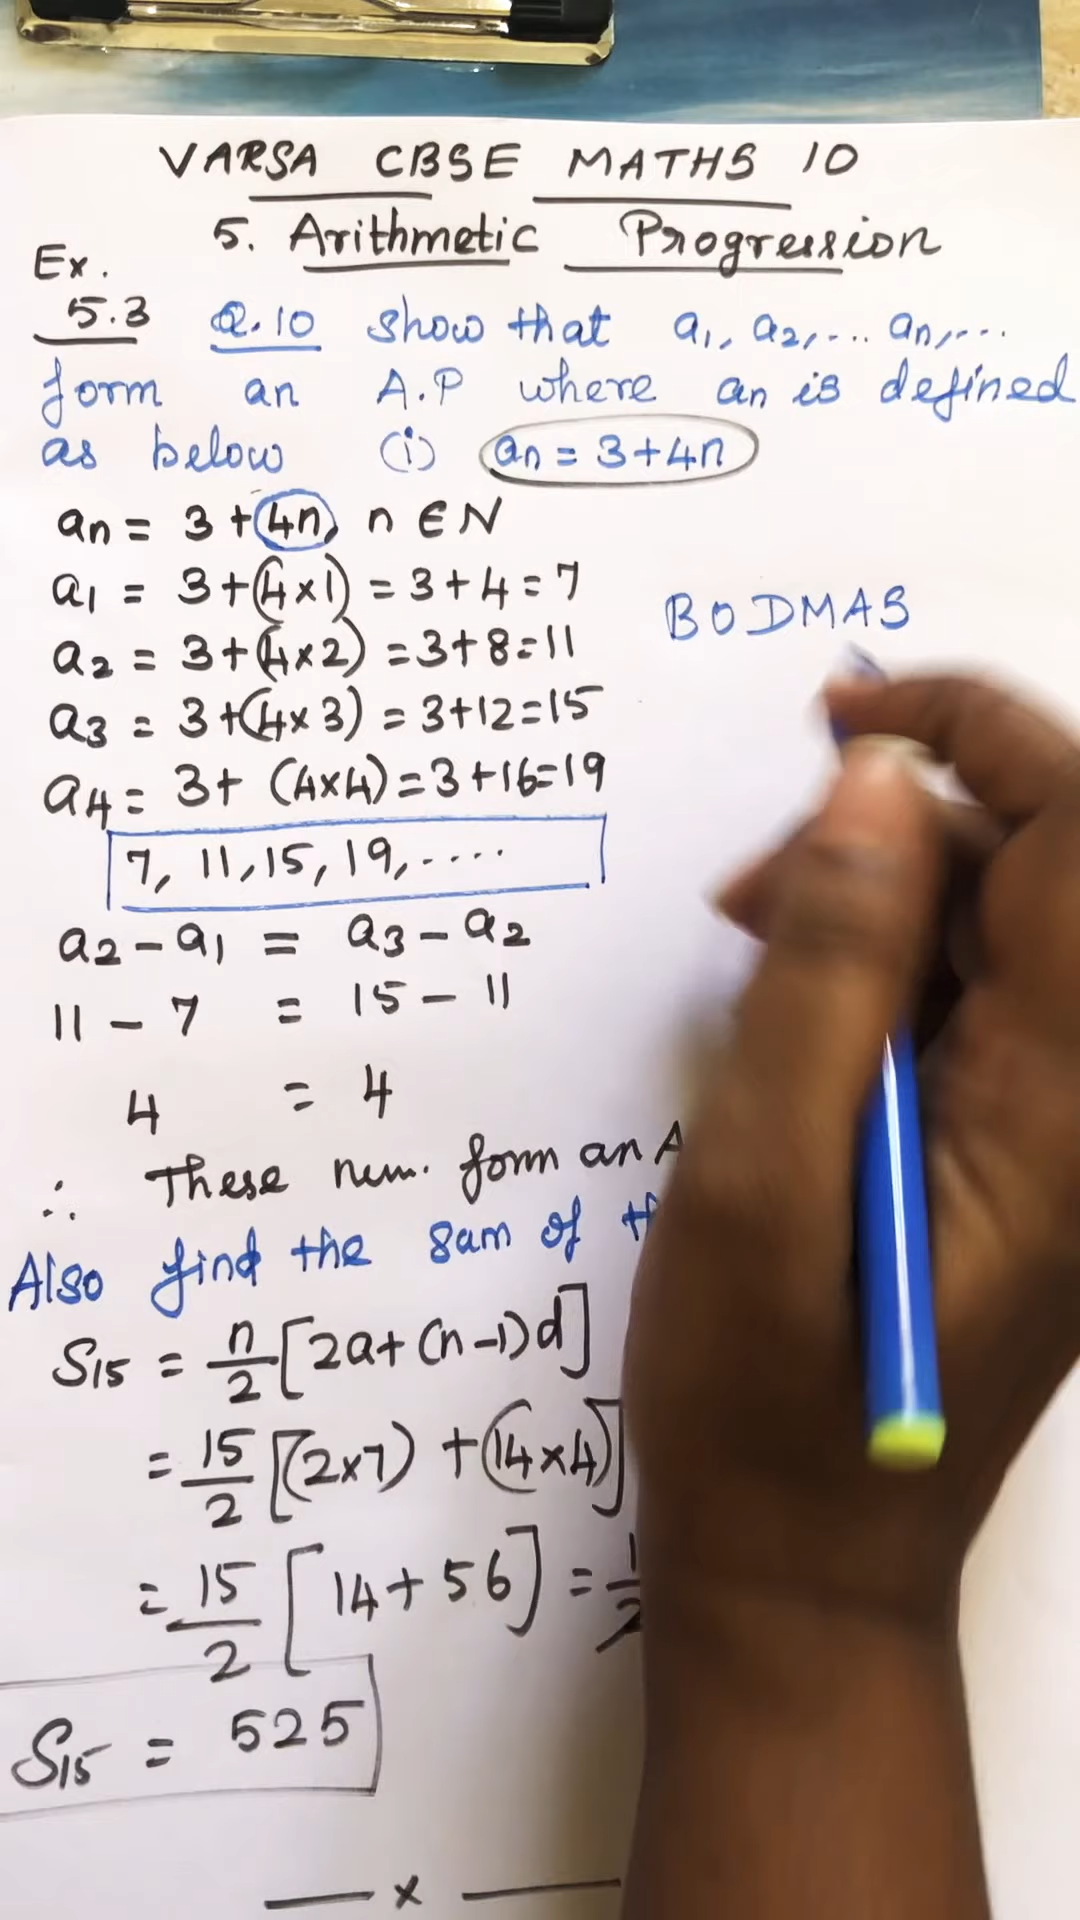 VARSA CBSE MATHS 10
5. Arithmetic Progression
Ex.
5.3 Q.10 show that a₁, a₂,... an,...
form an A.P where an is defined
as below (i) an = 3+4n
an = 3+4n, n ∈ N
a₁ = 3+(4×1) = 3+4=7
BODMAS
a₂ = 3+(4×2) =3+8=11
a₃ = 3+(4×3) = 3+12=15
a₄= 3+ (4×4)=3+16=19
7, 11, 15, 19,.....
a₂-a₁ = a₃-a₂
11 - 7 = 15 - 11
4 = 4
∴ These num. form an A
Also find the sum of th
S₁₅ = n/2 [2a+(n-1)d]
= 15/2 [(2×7) +(14×4)]
= 15/2 [14+56] = 1/2
S₁₅ = 525
— × —